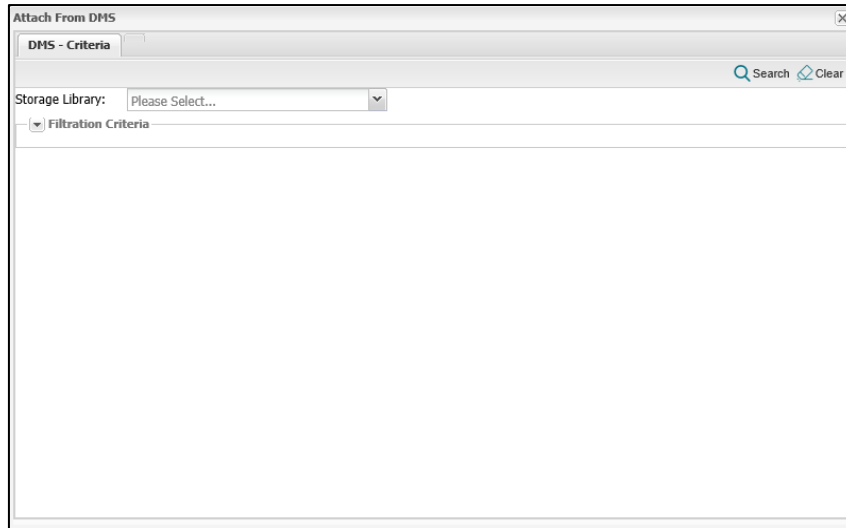 Attach From DMS
DMS - Criteria
Search Clear
Storage Library: Please Select...
Filtration Criteria